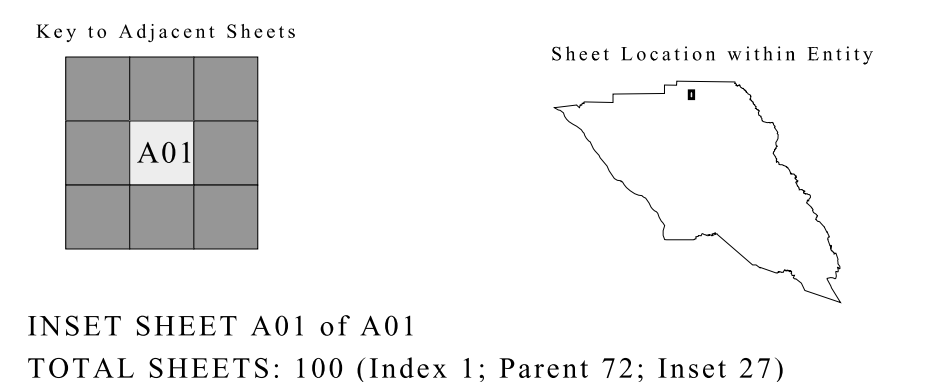 Key to Adjacent Sheets
Sheet Location within Entity
A01
INSET SHEET A01 of A01
TOTAL SHEETS: 100 (Index 1; Parent 72; Inset 27)